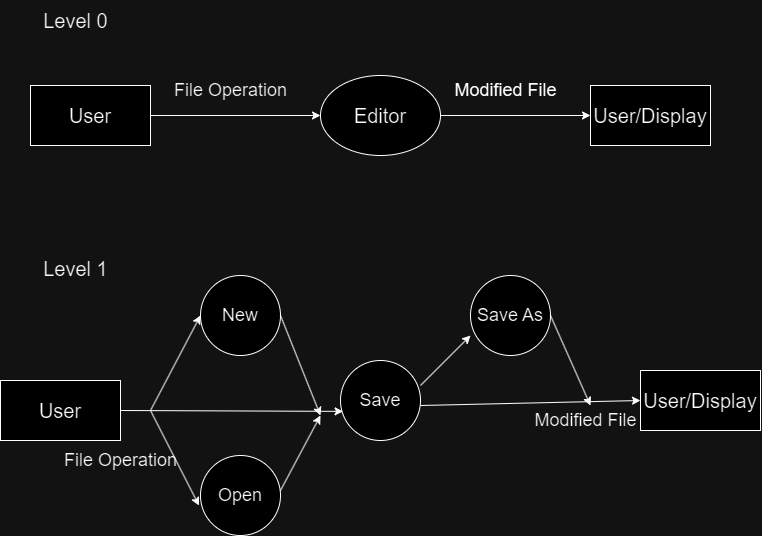 Level 0
File Operation
Modified File
User
Editor
User/Display
Level 1
New
Save As
User
Save
User/Display
Modified File
File Operation
Open